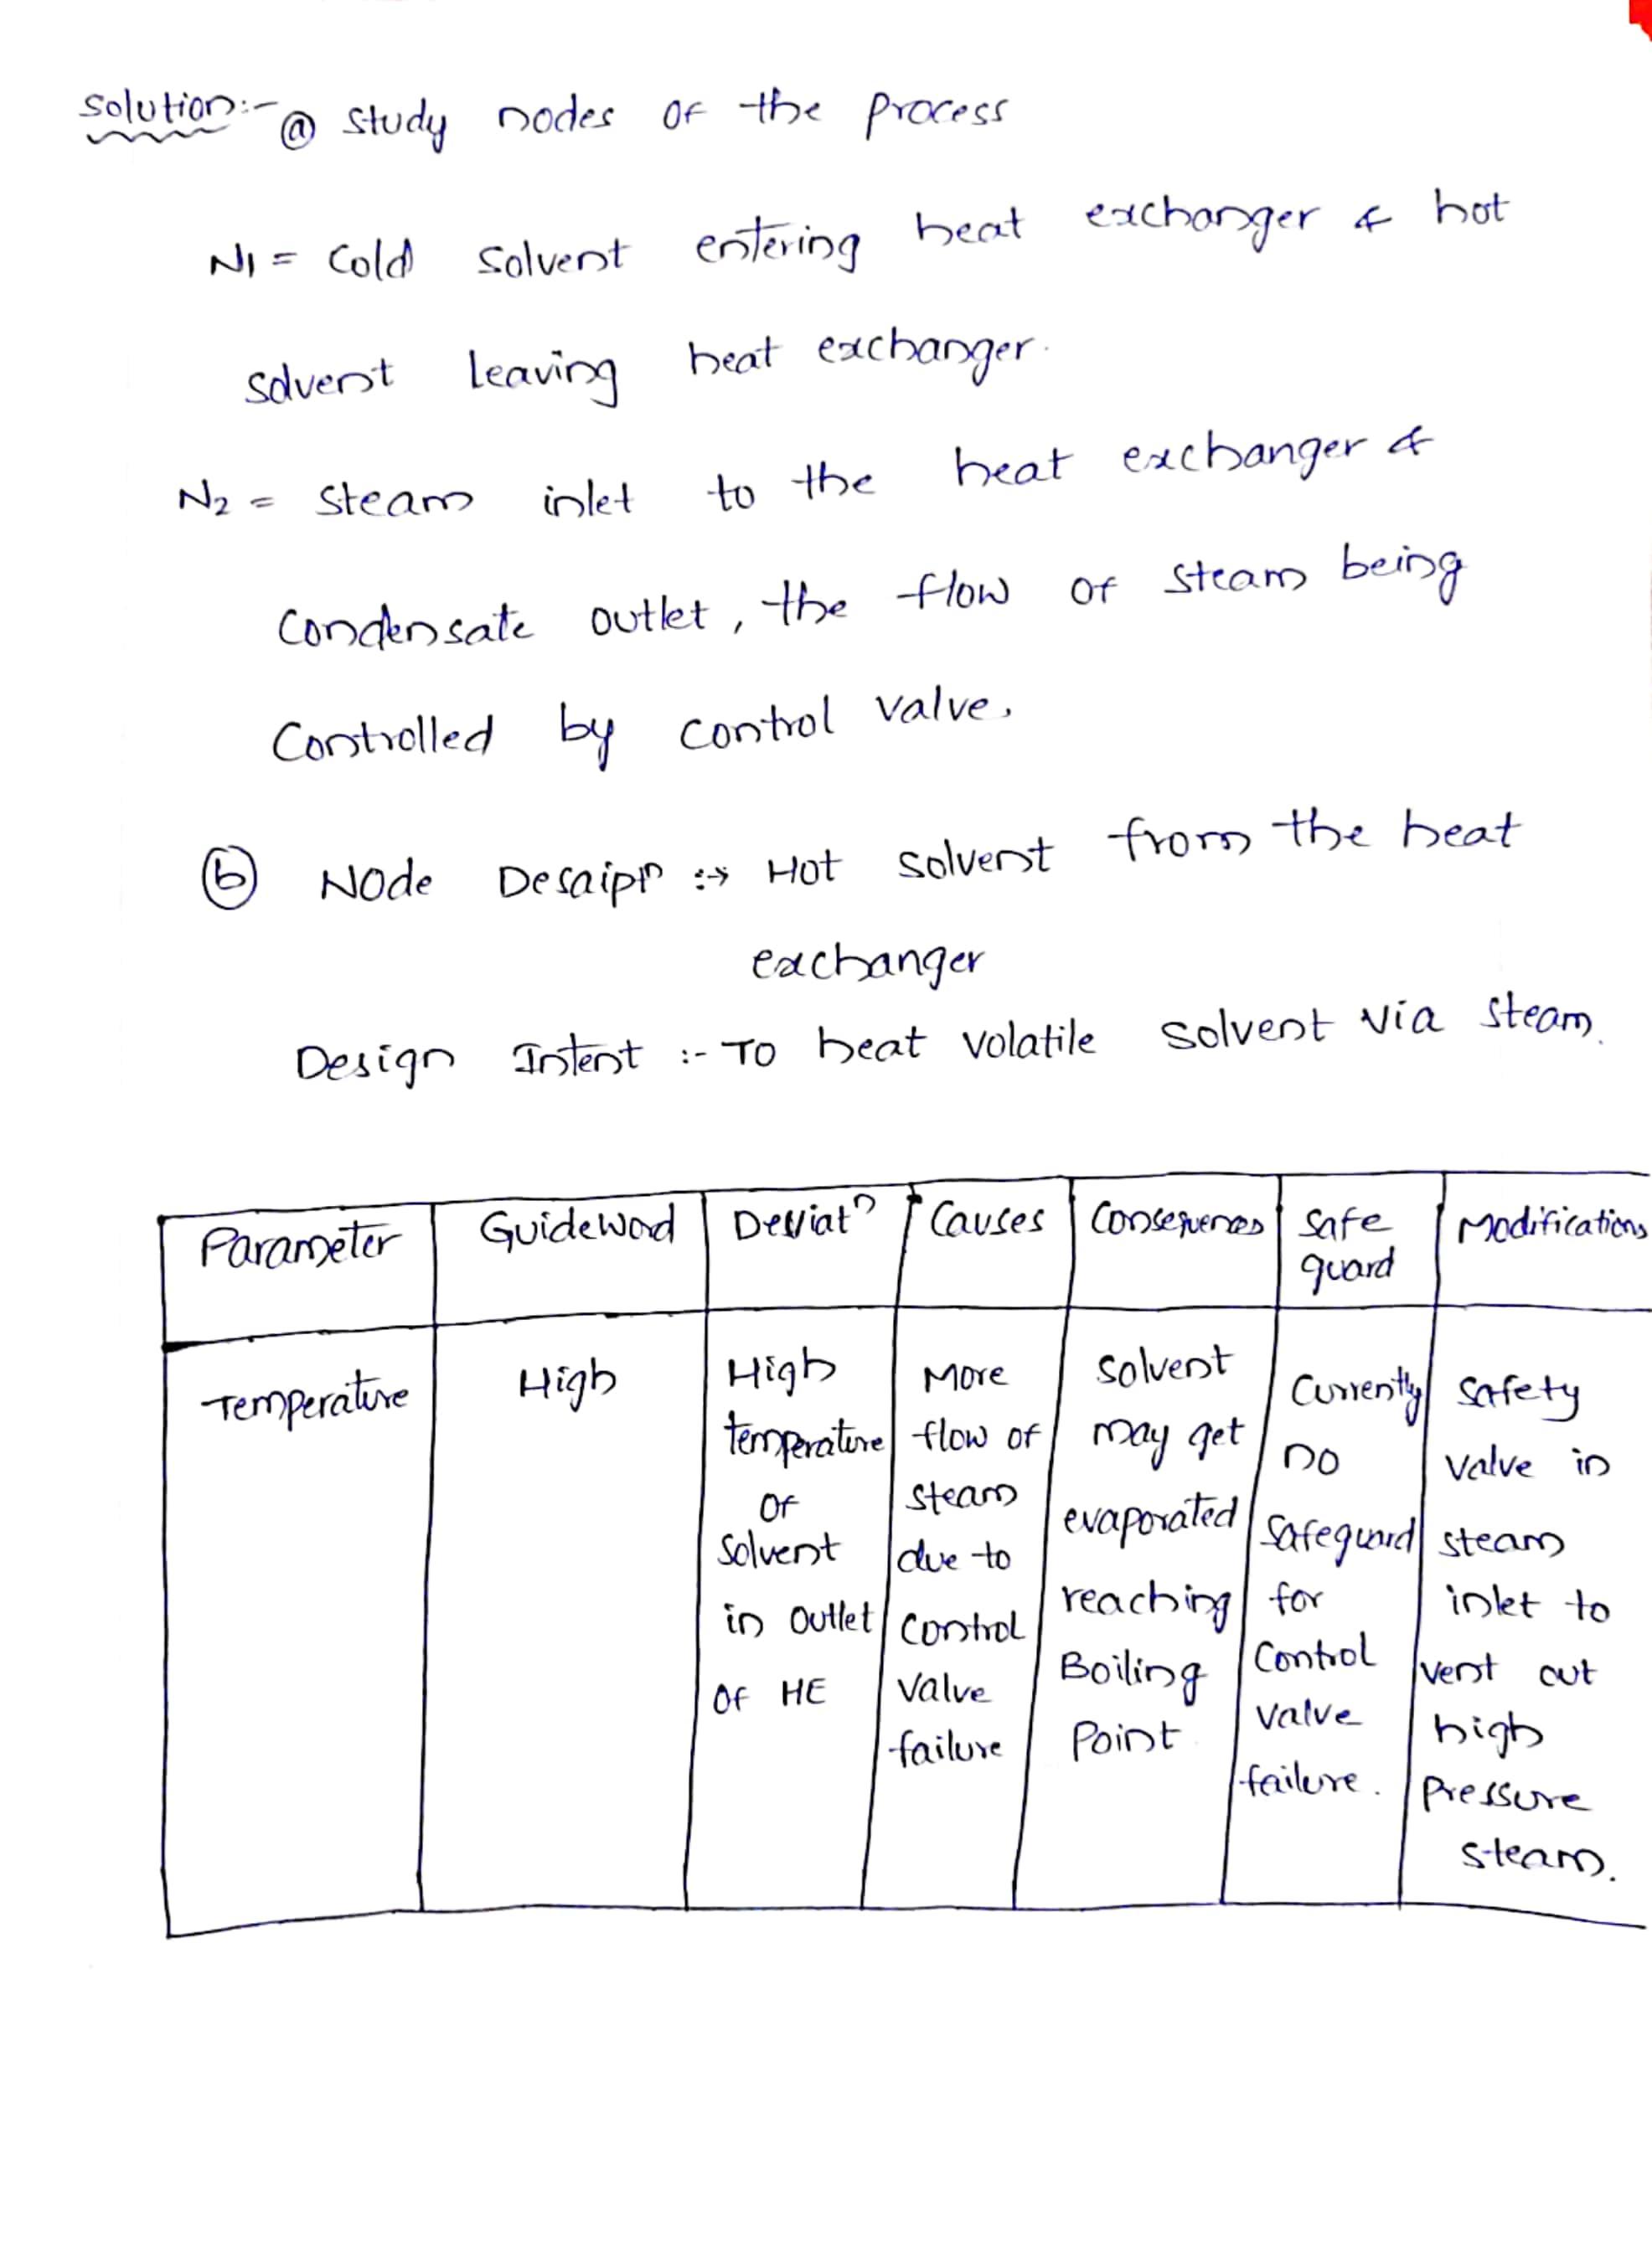 Solution:- ⓐ Study nodes of the process
N1 = Cold solvent entering heat exchanger & hot
solvent leaving heat exchanger.
N2 = Steam inlet to the heat exchanger &
Condensate outlet, the flow of steam being
Controlled by control valve.
ⓑ Node Descipⁿ :→ Hot solvent from the heat
exchanger
Design Intent :- To heat volatile solvent via steam.
Parameter | Guideword | Deviatⁿ | Causes | Consequences | Safe guard | Modifications
Temperature | High | High temperature of solvent in outlet of HE | More flow of steam due to control valve failure | Solvent may get evaporated reaching Boiling Point | Currently no safeguard for control valve failure. | Safety valve in steam inlet to vent out high pressure steam.